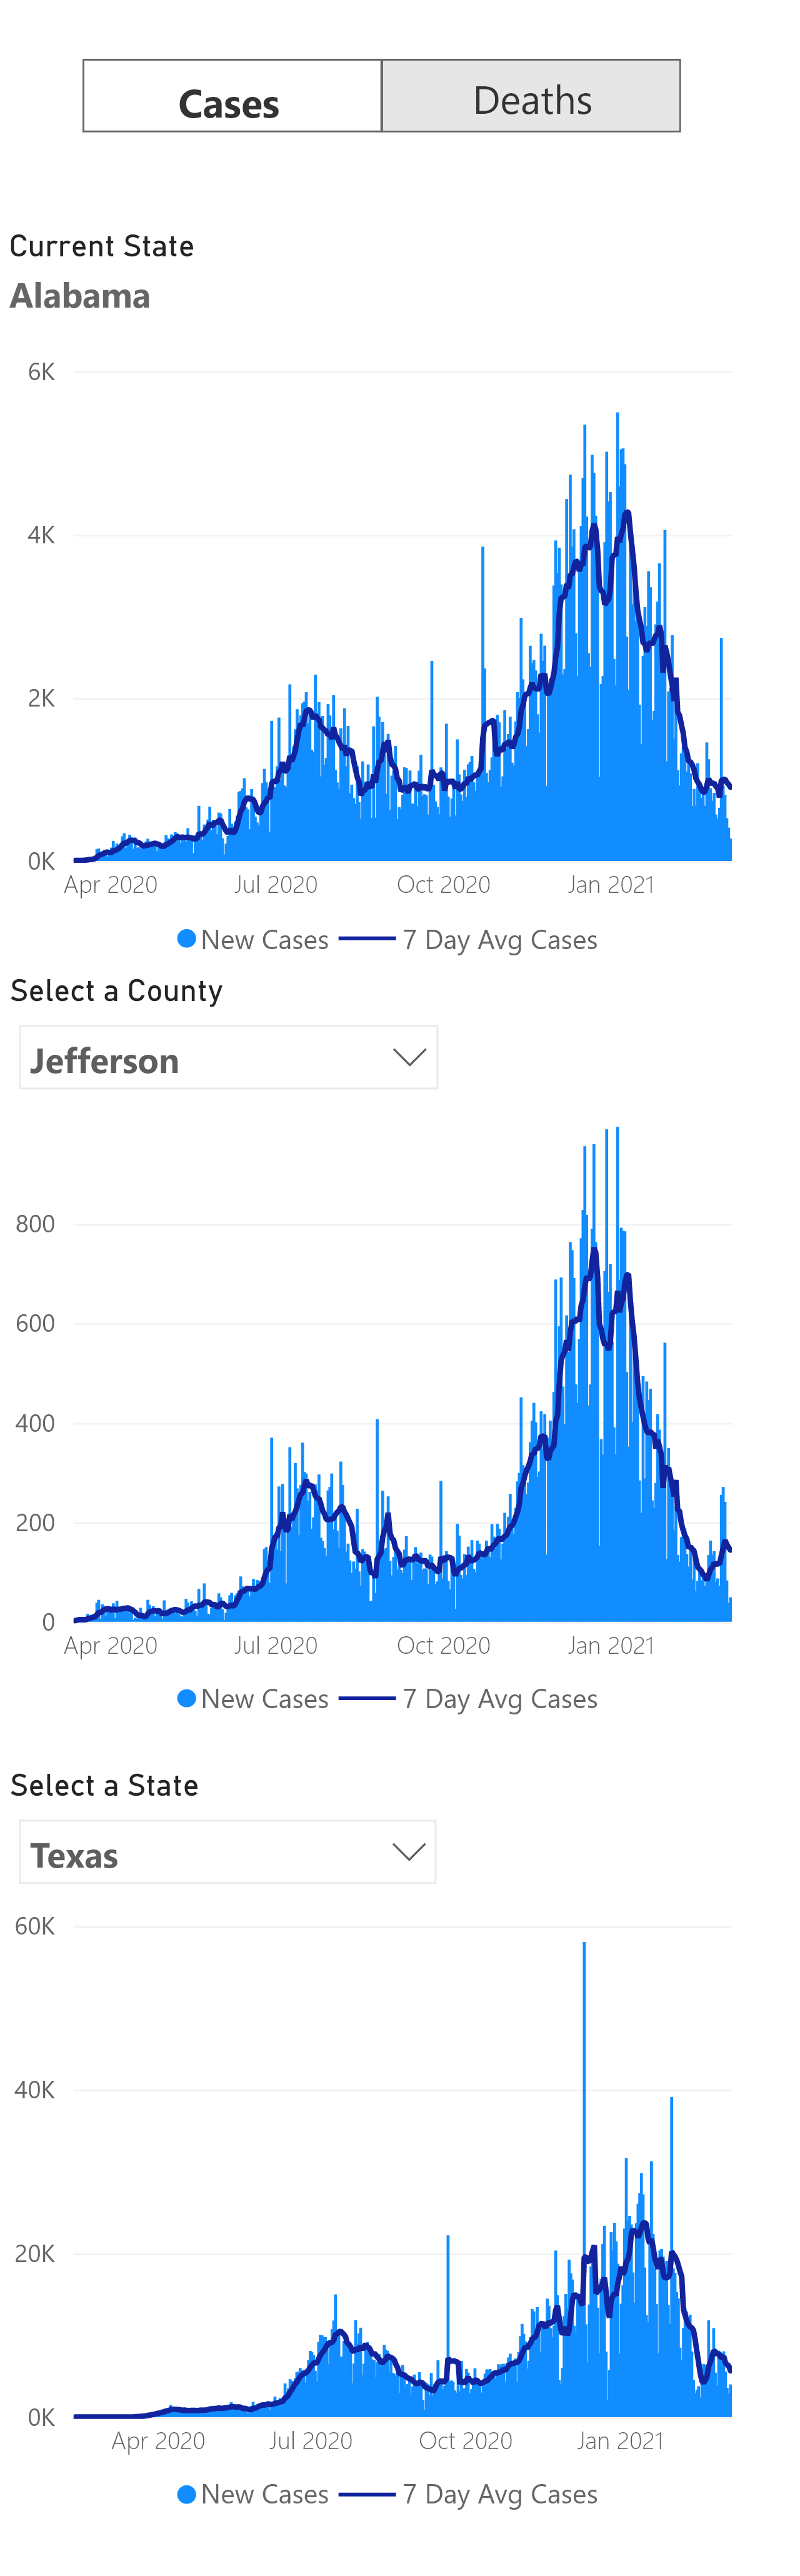 Cases Deaths
Current State
Alabama
6K
4K
2K
0K
Apr 2020 Jul 2020 Oct 2020 Jan 2021
New Cases 7 Day Avg Cases
Select a County
Jefferson
800
600
400
200
0
Apr 2020 Jul 2020 Oct 2020 Jan 2021
New Cases 7 Day Avg Cases
Select a State
Texas
60K
40K
20K
0K
Apr 2020 Jul 2020 Oct 2020 Jan 2021
New Cases 7 Day Avg Cases